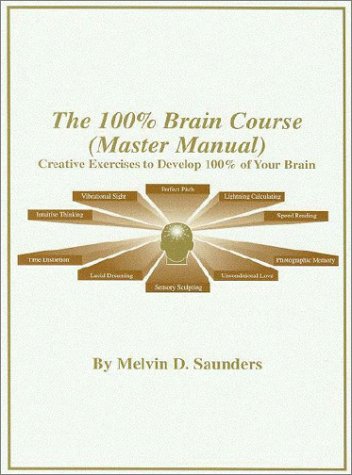 The 100% Brain Course
(Master Manual)
Creative Exercises to Develop 100% of Your Brain
Perfect Pitch
Vibrational Sight
Lightning Calculating
Intuitive Thinking
Speed Reading
Time Distortion
Photographic Memory
Lucid Dreaming
Unconditional Love
Sensory Sculpting
By Melvin D. Saunders